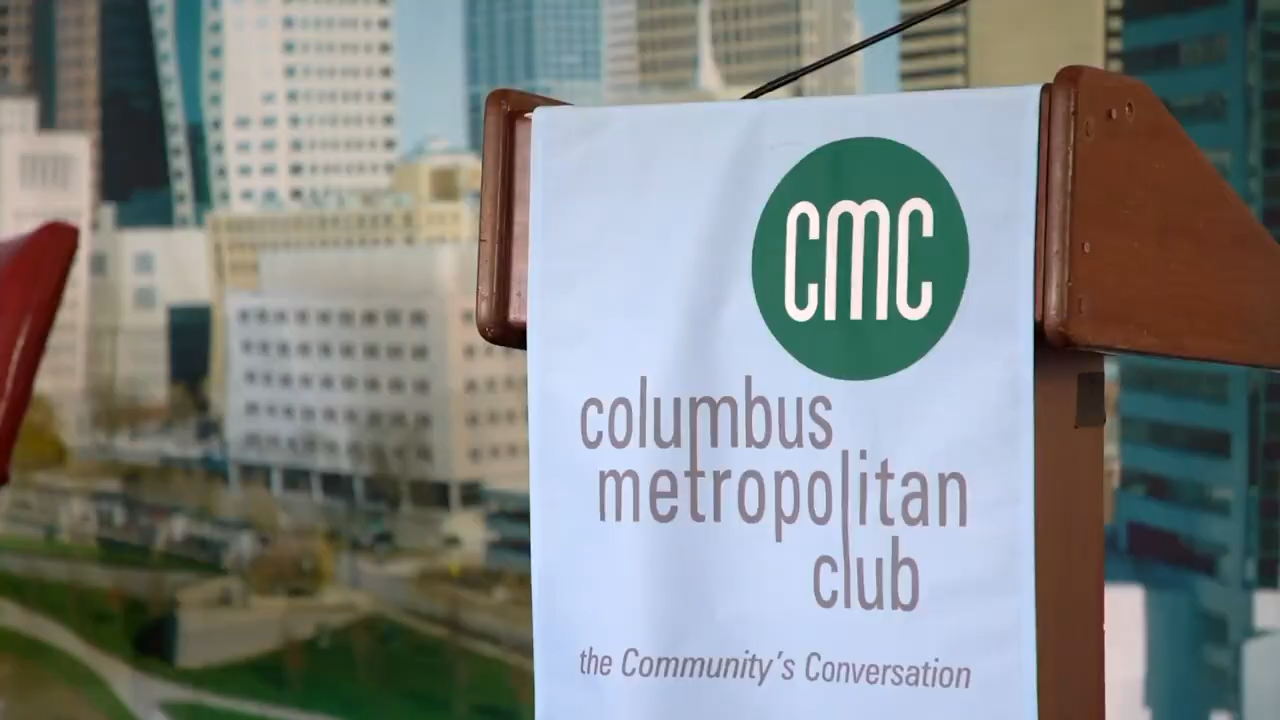 cmc
columbus
metropolitan
club
the Community's Conversation